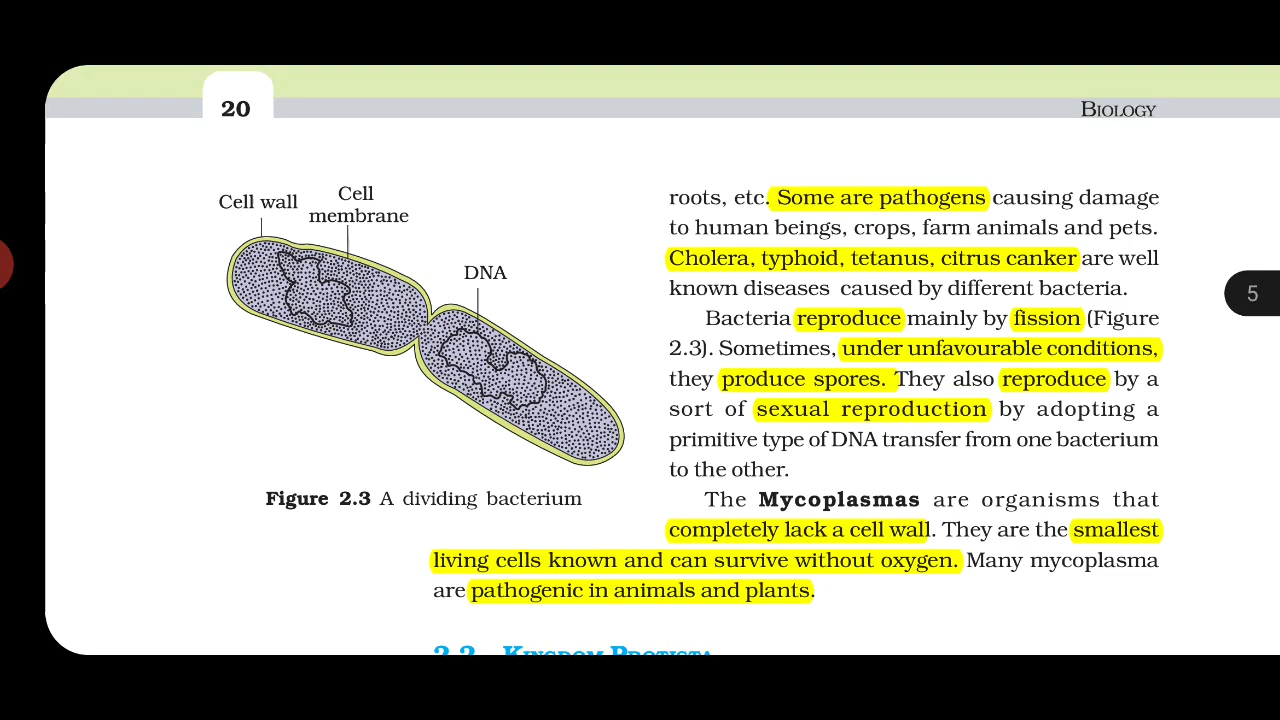 20
BIOLOGY
Cell wall
Cell
membrane
DNA
Figure 2.3 A dividing bacterium
roots, etc. Some are pathogens causing damage
to human beings, crops, farm animals and pets.
Cholera, typhoid, tetanus, citrus canker are well
known diseases caused by different bacteria.
Bacteria reproduce mainly by fission (Figure
2.3). Sometimes, under unfavourable conditions,
they produce spores. They also reproduce by a
sort of sexual reproduction by adopting a
primitive type of DNA transfer from one bacterium
to the other.
The Mycoplasmas are organisms that
completely lack a cell wall. They are the smallest
living cells known and can survive without oxygen. Many mycoplasma
are pathogenic in animals and plants.
2.2 KINGDOM PROTISTA
5